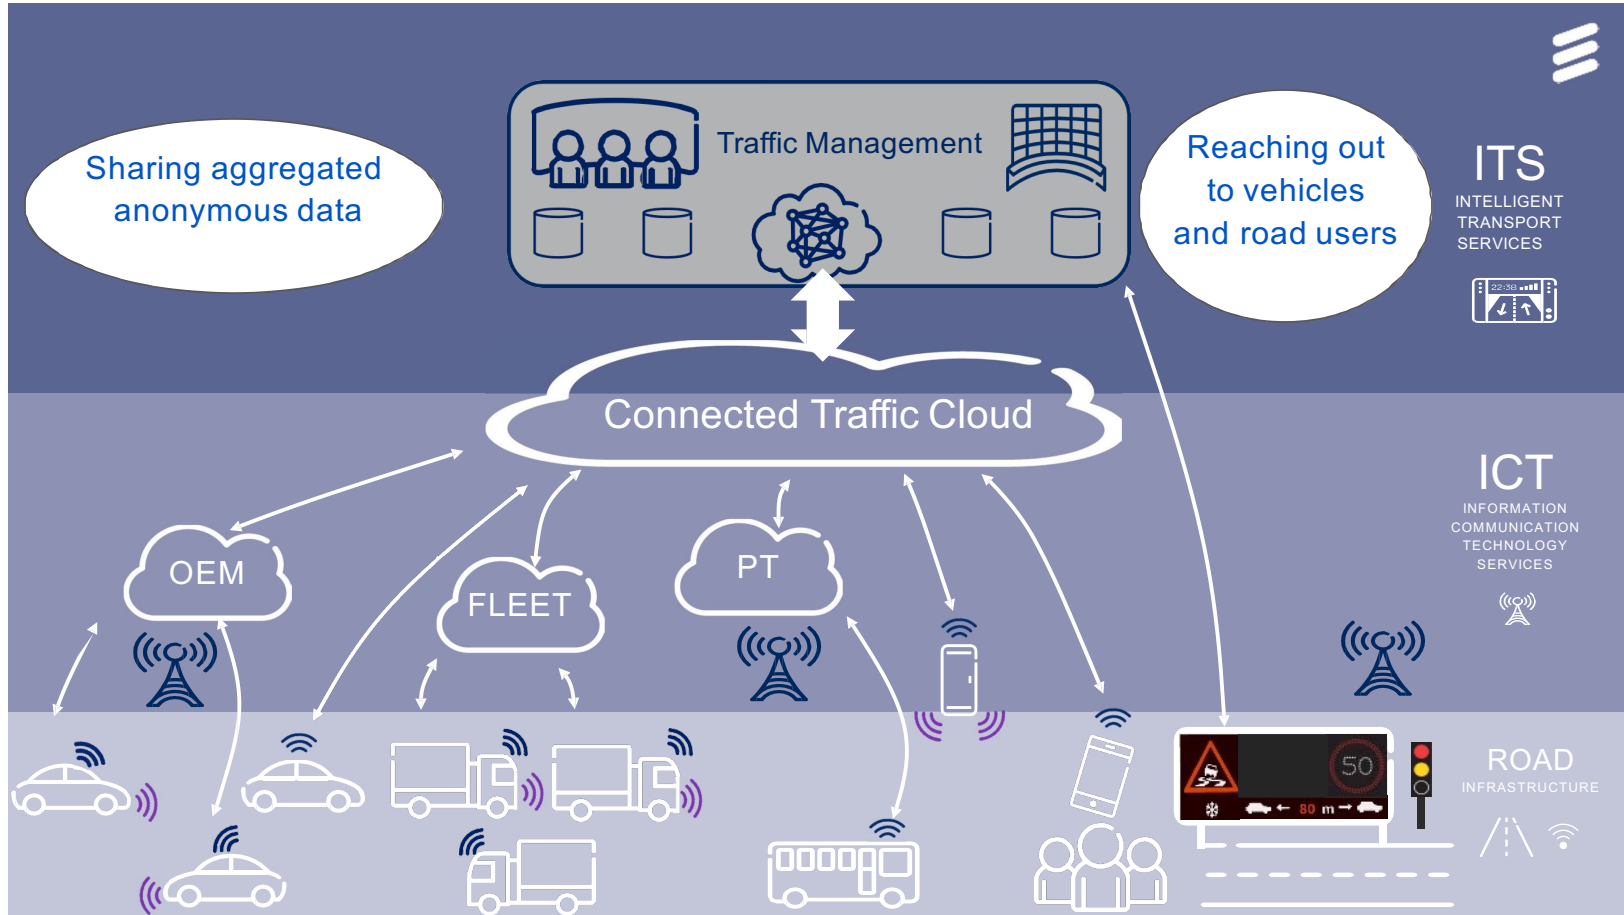 Sharing aggregated
anonymous data
Traffic Management
Reaching out
to vehicles
and road users
ITS
INTELLIGENT
TRANSPORT
SERVICES
22:38
Connected Traffic Cloud
ICT
INFORMATION
COMMUNICATION
TECHNOLOGY
SERVICES
OEM
FLEET
PT
50
80 m
ROAD
INFRASTRUCTURE